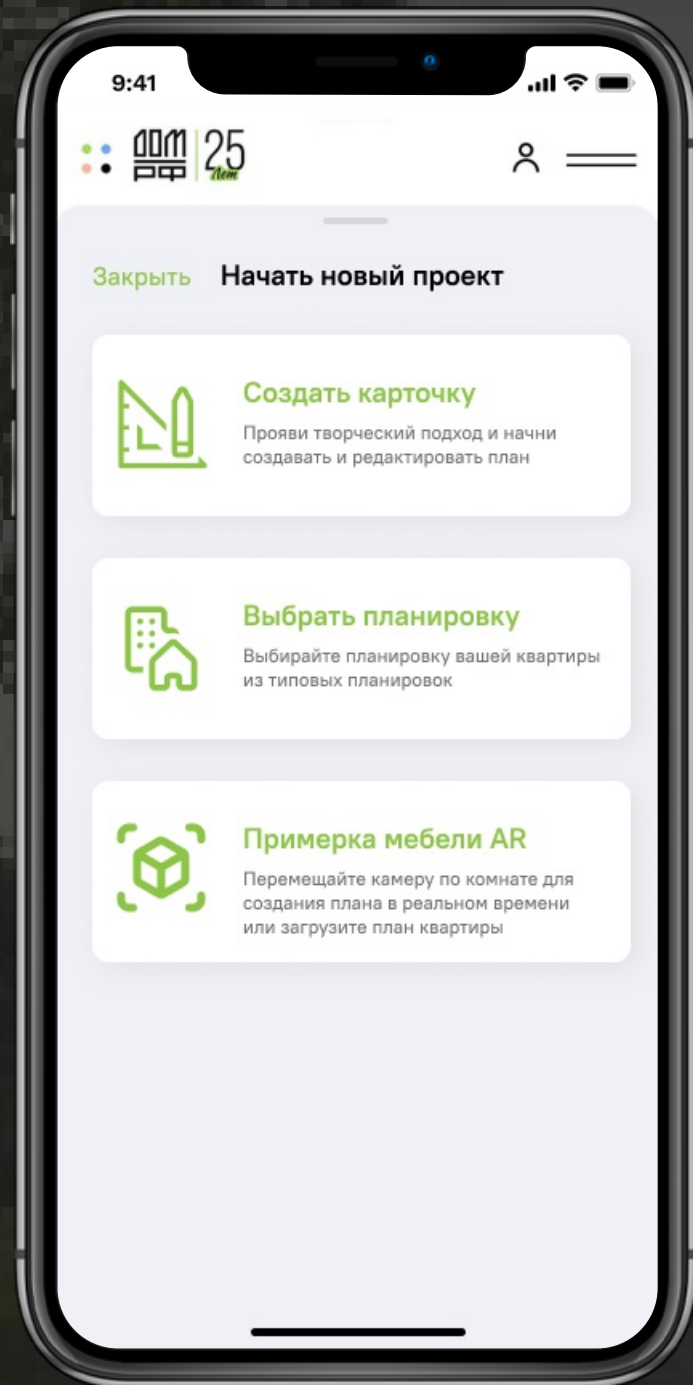 9:41
ДОМ 25
РФ Лет
Закрыть Начать новый проект
Создать карточку
Прояви творческий подход и начни
создавать и редактировать план
Выбрать планировку
Выбирайте планировку вашей квартиры
из типовых планировок
Примерка мебели AR
Перемещайте камеру по комнате для
создания плана в реальном времени
или загрузите план квартиры